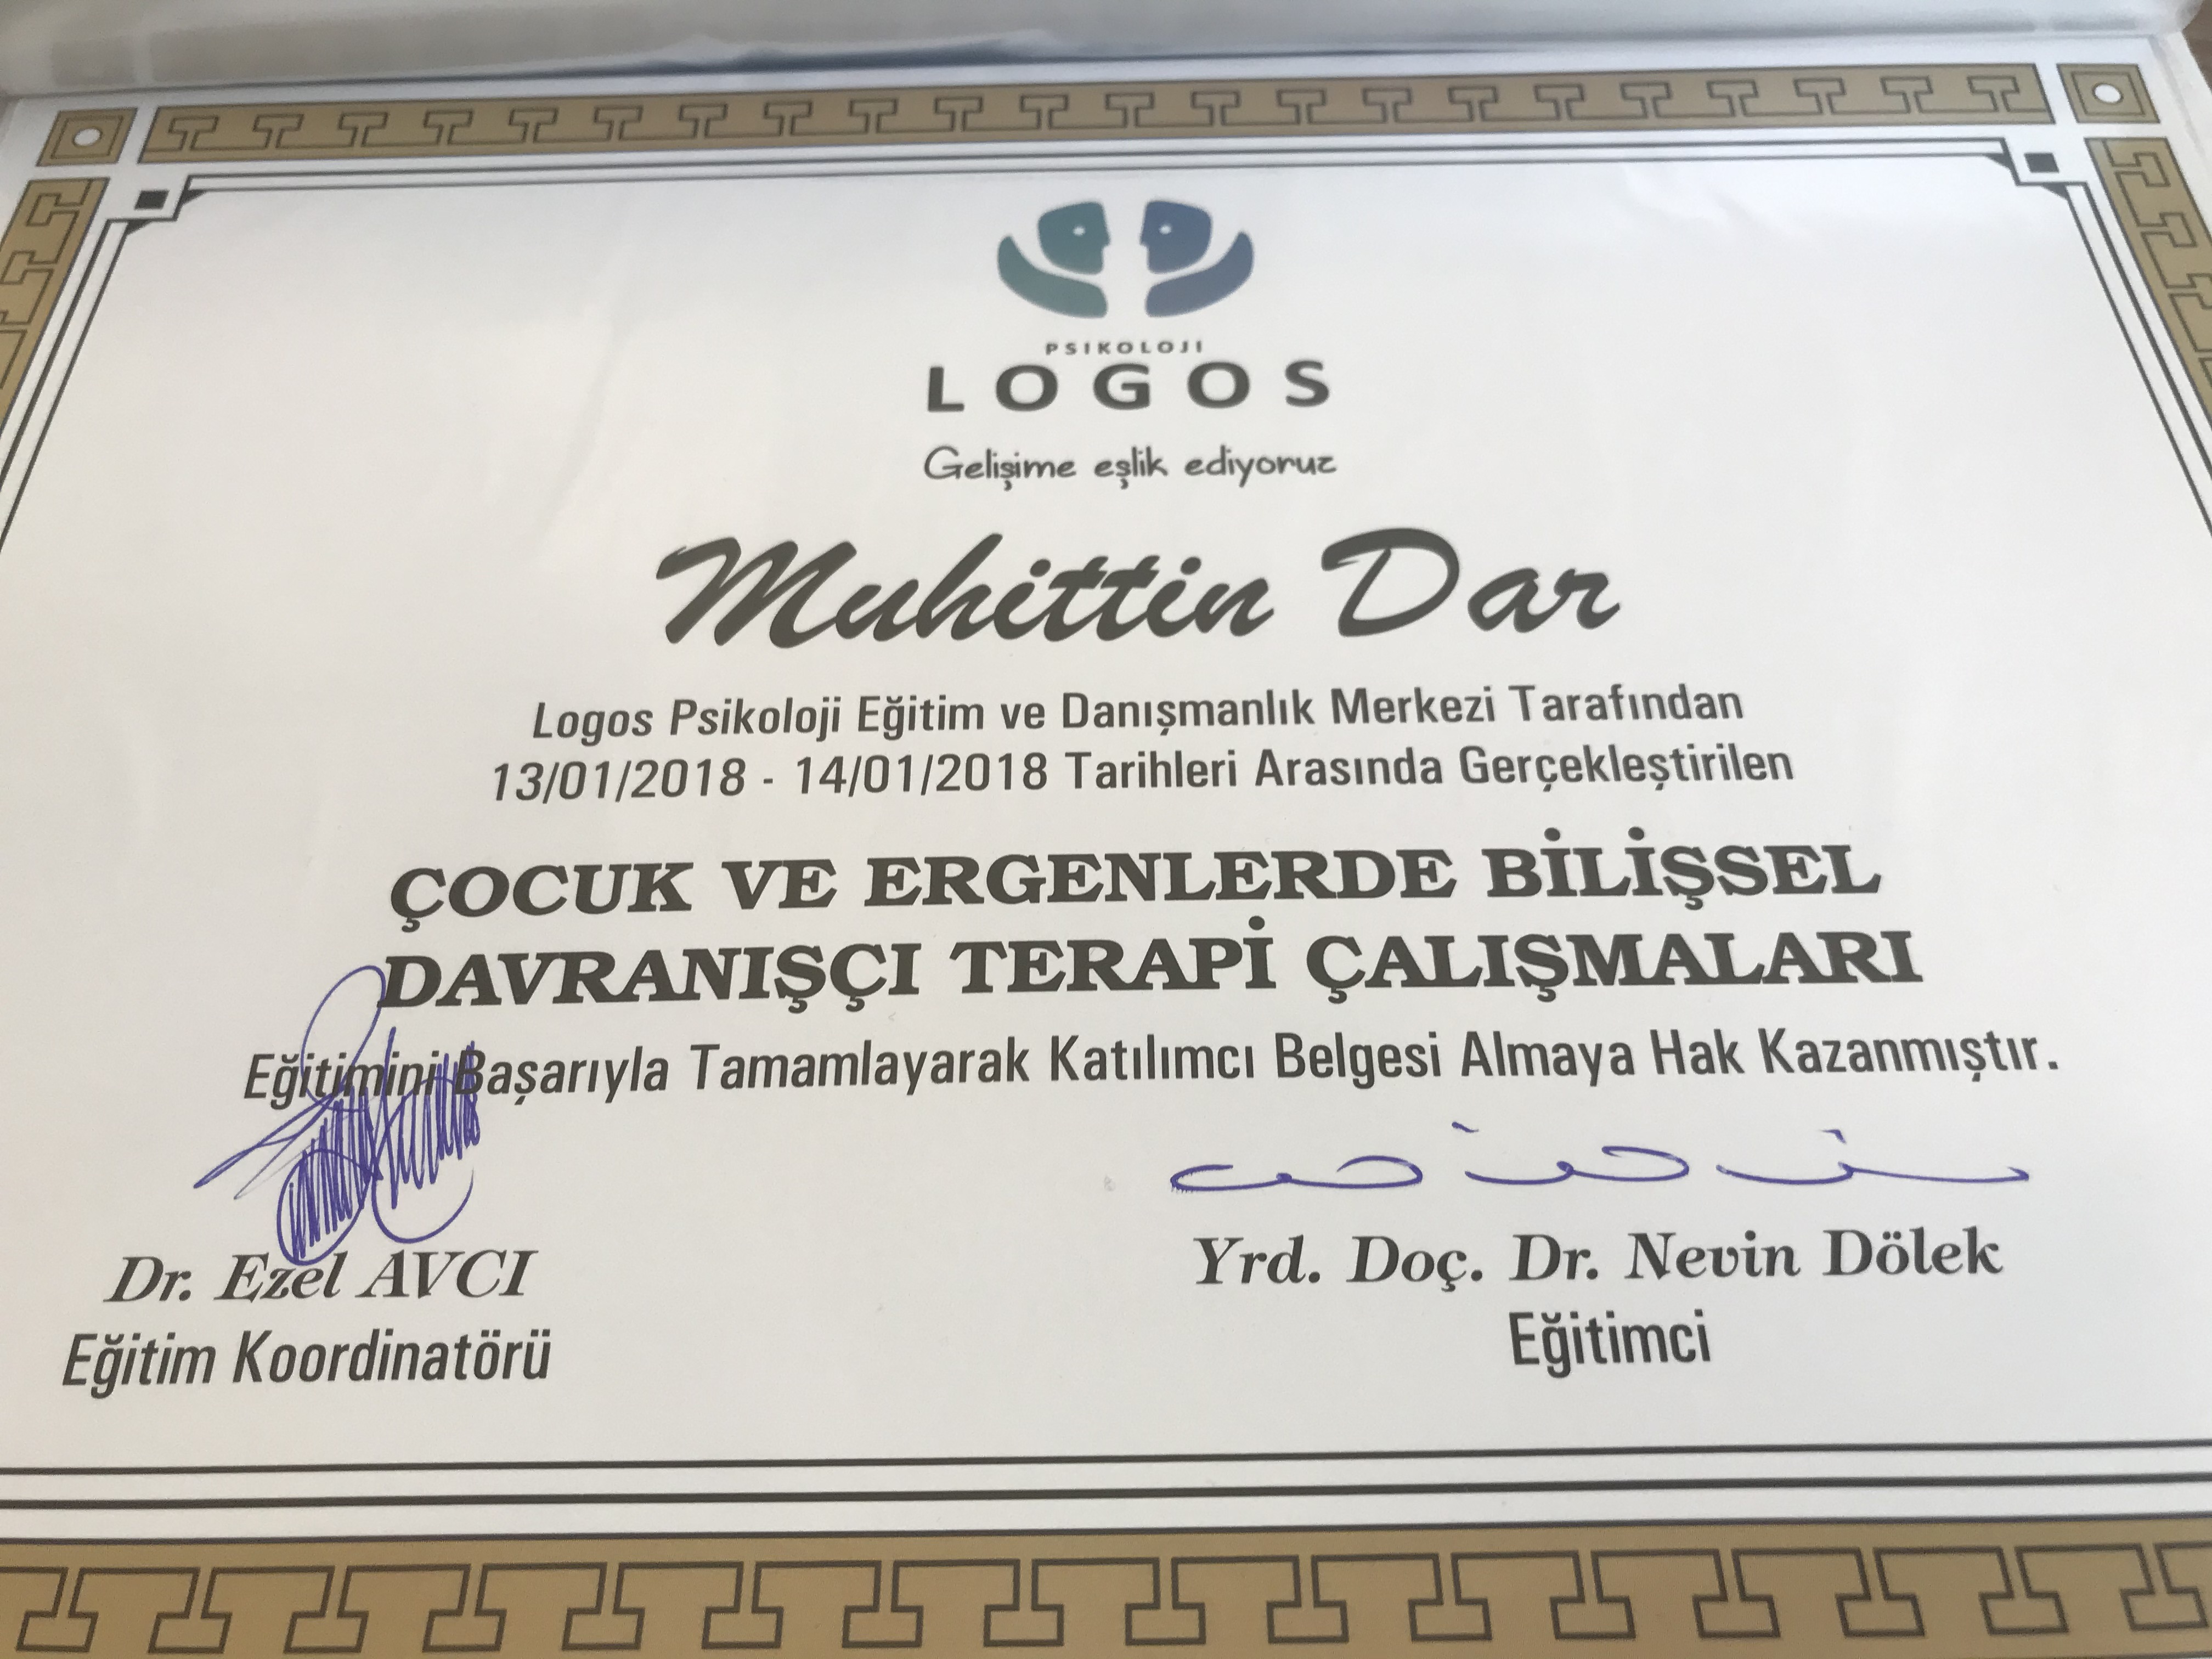 PSIKOLOJI
LOGOS
Gelişime eşlik ediyoruz
Muhittin Dar
Logos Psikoloji Eğitim ve Danışmanlık Merkezi Tarafından
13/01/2018 - 14/01/2018 Tarihleri Arasında Gerçekleştirilen
ÇOCUK VE ERGENLERDE BİLİŞSEL
DAVRANIŞÇI TERAPİ ÇALIŞMALARI
Eğitimini Başarıyla Tamamlayarak Katılımcı Belgesi Almaya Hak Kazanmıştır.
Dr. Ezel AVCI
Eğitim Koordinatörü
Yrd. Doç. Dr. Nevin Dölek
Eğitimci